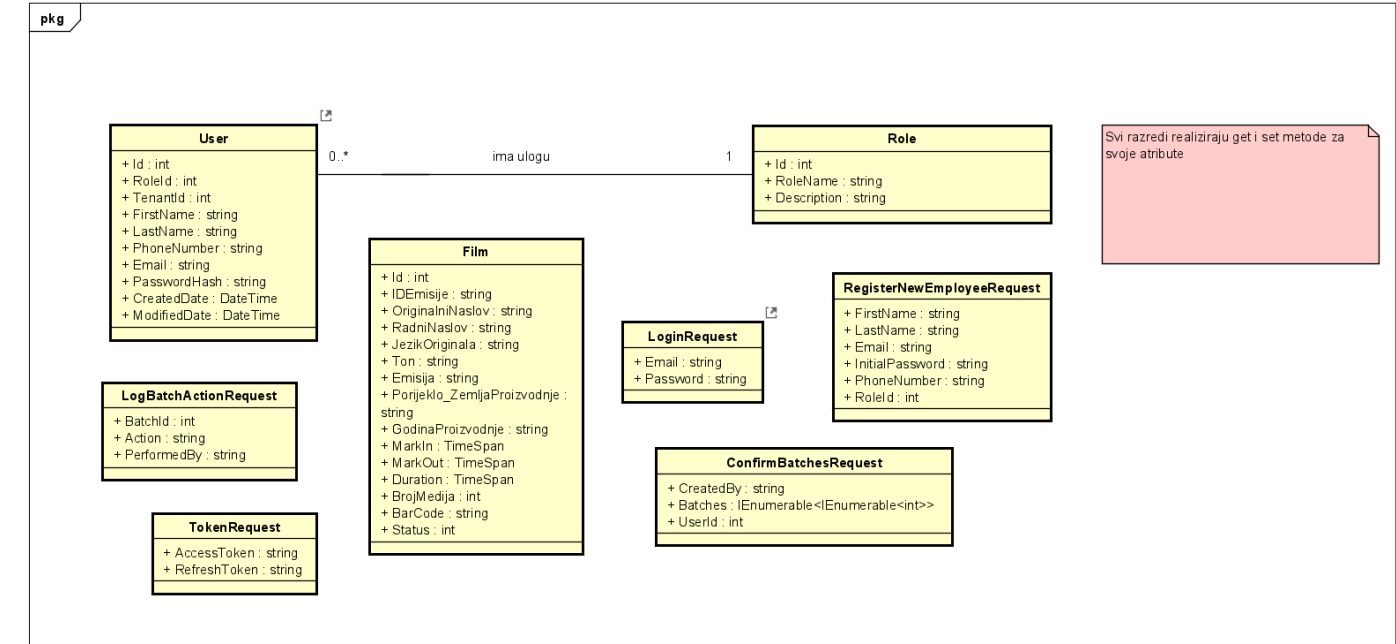 pkg
User
+ Id : int
+ RoleId : int
+ TenantId : int
+ FirstName : string
+ LastName : string
+ PhoneNumber : string
+ Email : string
+ PasswordHash : string
+ CreatedDate : DateTime
+ ModifiedDate : DateTime
0..*
ima ulogu
1
Role
+ Id : int
+ RoleName : string
+ Description : string
Svi razredi realiziraju get i set metode za
svoje atribute
Film
+ Id : int
+ IDEmisije : string
+ OriginalniNaslov : string
+ RadniNaslov : string
+ JezikOriginala : string
+ Ton : string
+ Emisija : string
+ Porijeklo_ZemljaProizvodnje :
string
+ GodinaProizvodnje : string
+ MarkIn : TimeSpan
+ MarkOut : TimeSpan
+ Duration : TimeSpan
+ BrojMedija : int
+ BarCode : string
+ Status : int
LoginRequest
+ Email : string
+ Password : string
RegisterNewEmployeeRequest
+ FirstName : string
+ LastName : string
+ Email : string
+ InitialPassword : string
+ PhoneNumber : string
+ RoleId : int
LogBatchActionRequest
+ BatchId : int
+ Action : string
+ PerformedBy : string
ConfirmBatchesRequest
+ CreatedBy : string
+ Batches : IEnumerable<IEnumerable<int>>
+ UserId : int
TokenRequest
+ AccessToken : string
+ RefreshToken : string